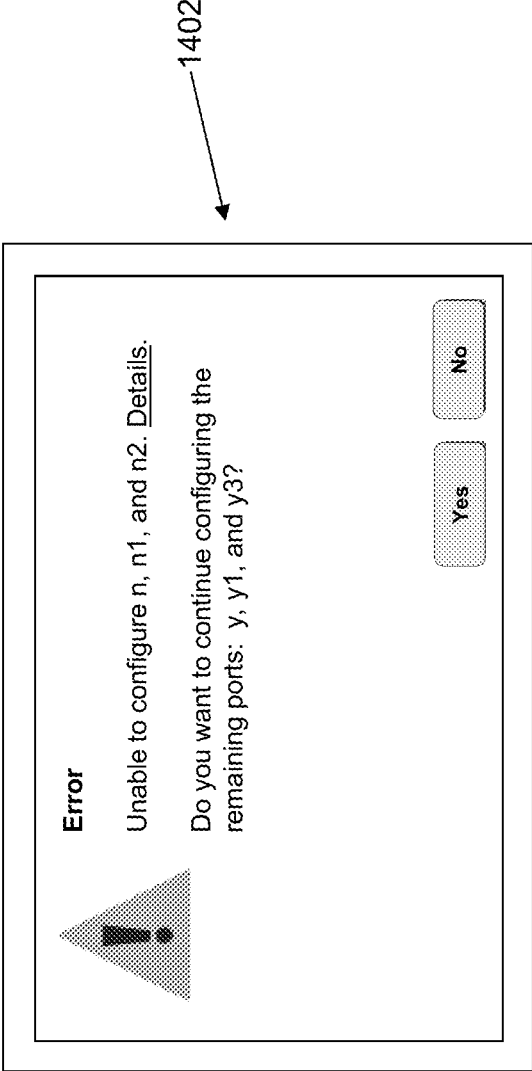 Error
Unable to configure n, n1, and n2. Details.
Do you want to continue configuring the
remaining ports: y, y1, and y3?
Yes
No
1402